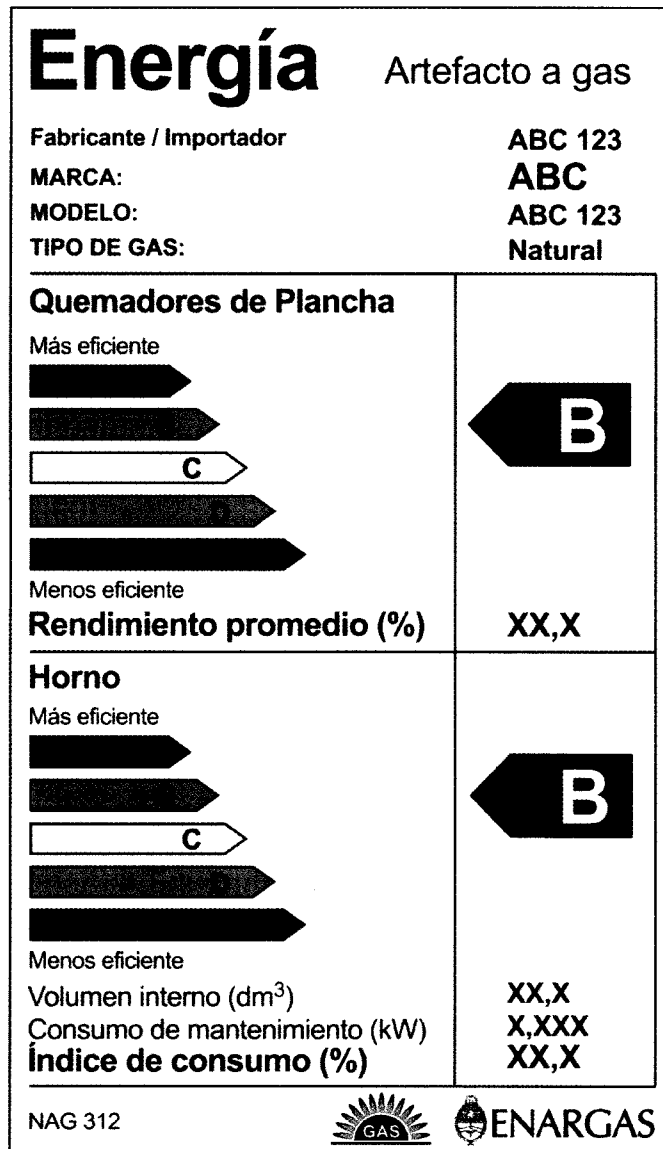 Energía Artefacto a gas
Fabricante / Importador ABC 123
MARCA: ABC
MODELO: ABC 123
TIPO DE GAS: Natural
Quemadores de Plancha
Más eficiente
B
C
D
Menos eficiente
Rendimiento promedio (%) XX,X
Horno
Más eficiente
B
C
D
Menos eficiente
Volumen interno (dm³) XX,X
Consumo de mantenimiento (kW) X,XXX
Índice de consumo (%) XX,X
NAG 312 GAS ENARGAS